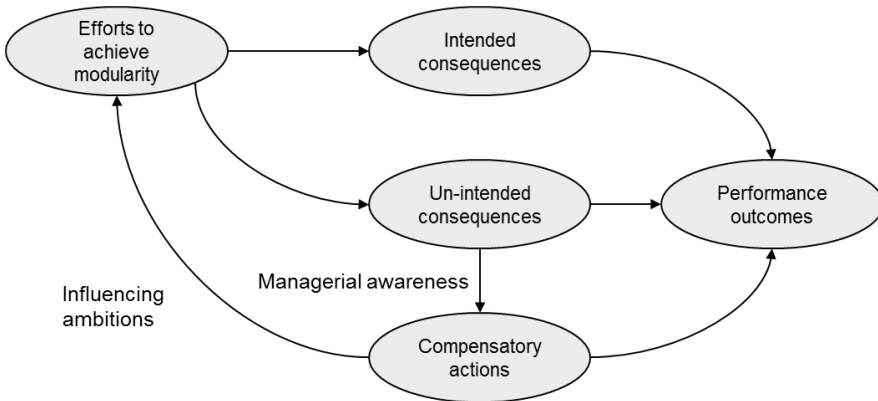 Efforts to
achieve
modularity
Intended
consequences
Un-intended
consequences
Performance
outcomes
Managerial awareness
Influencing
ambitions
Compensatory
actions